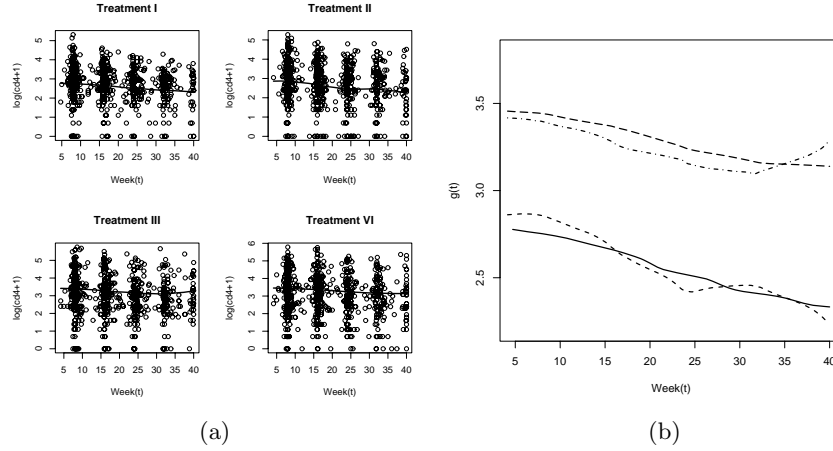 Treatment I
log(cd4+1)
0 1 2 3 4 5
5 10 15 20 25 30 35 40
Week(t)
Treatment II
log(cd4+1)
0 1 2 3 4 5
5 10 15 20 25 30 35 40
Week(t)
Treatment III
log(cd4+1)
0 1 2 3 4 5
5 10 15 20 25 30 35 40
Week(t)
Treatment VI
log(cd4+1)
0 1 2 3 4 5 6
5 10 15 20 25 30 35 40
Week(t)
(a)
g(t)
2.5 3.0 3.5
5 10 15 20 25 30 35 40
Week(t)
(b)